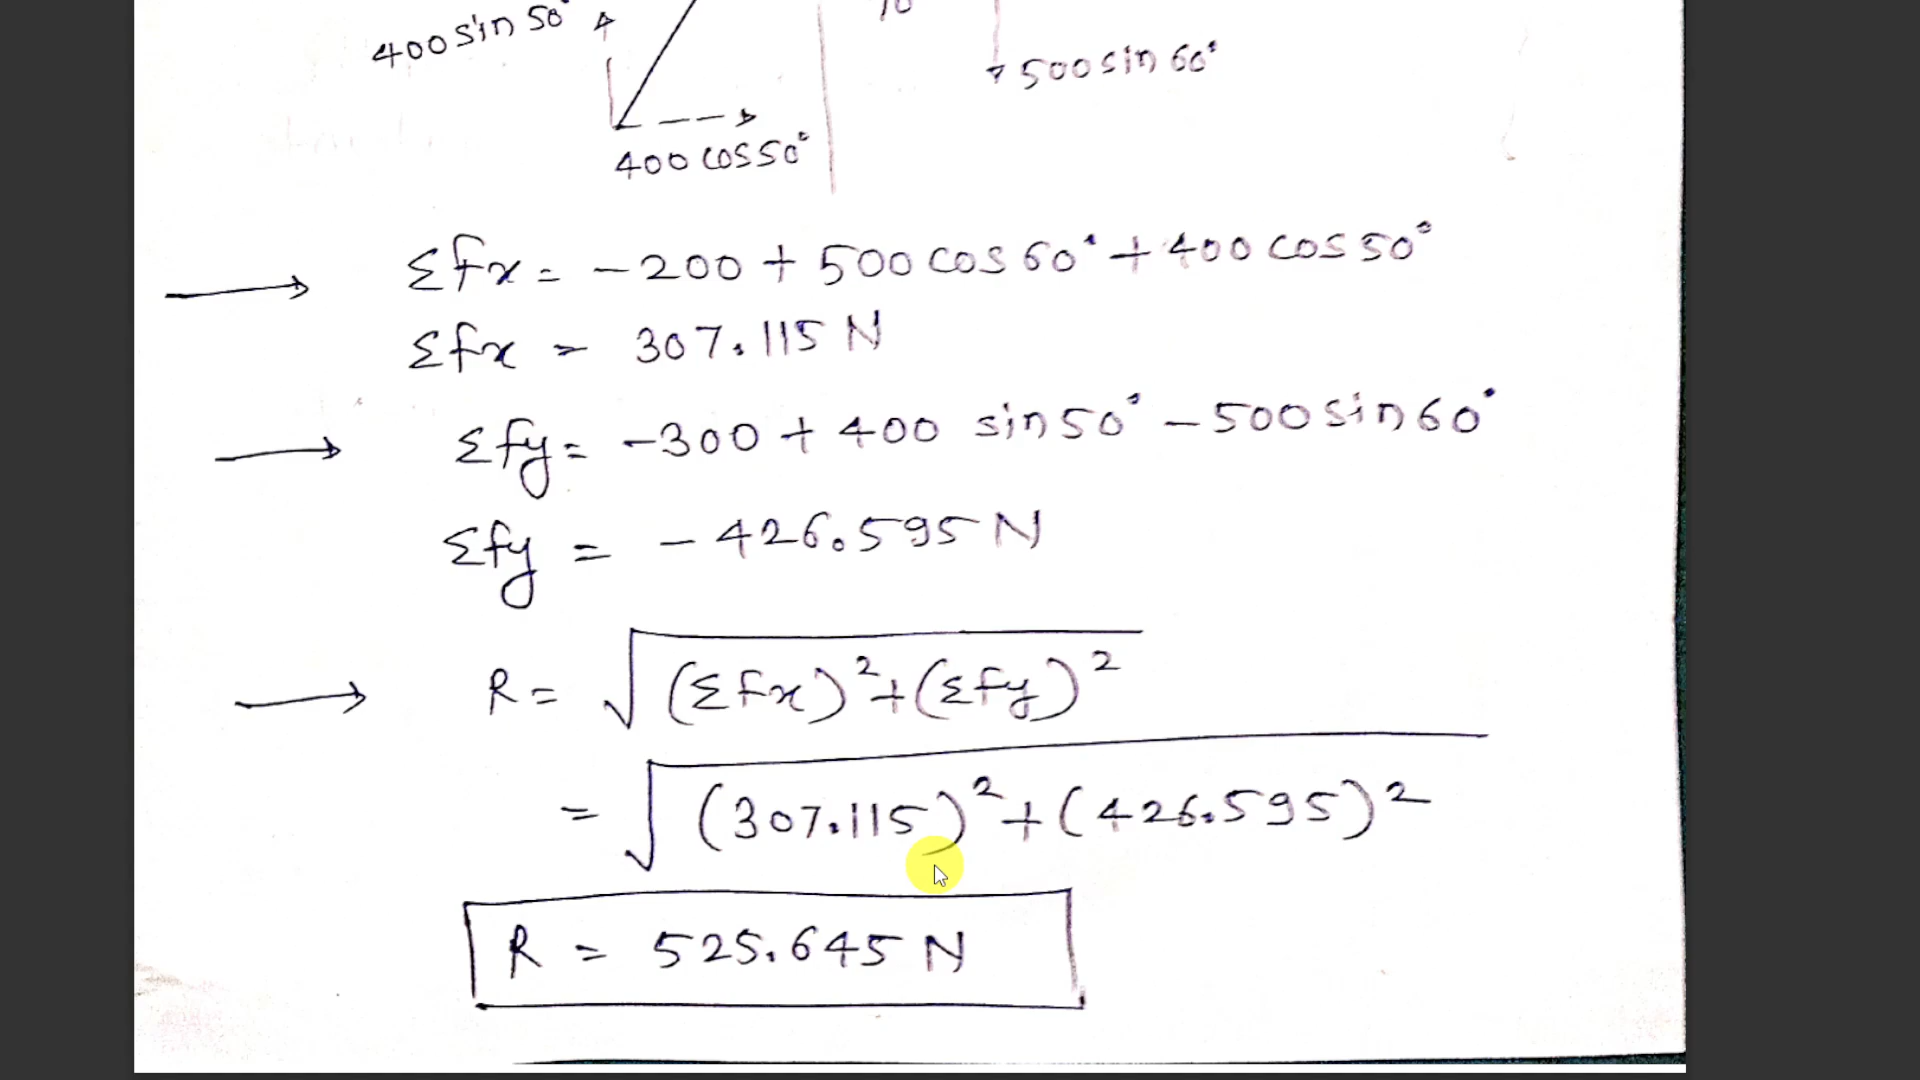 400 sin 50°
500 sin 60°
400 cos 50°
Σfx = -200 + 500 cos 60° + 400 cos 50°
Σfx = 307.115 N
Σfy = -300 + 400 sin 50° - 500 sin 60°
Σfy = - 426.595 N
R = √(Σfx)² + (Σfy)²
= √(307.115)² + (426.595)²
R = 525.645 N